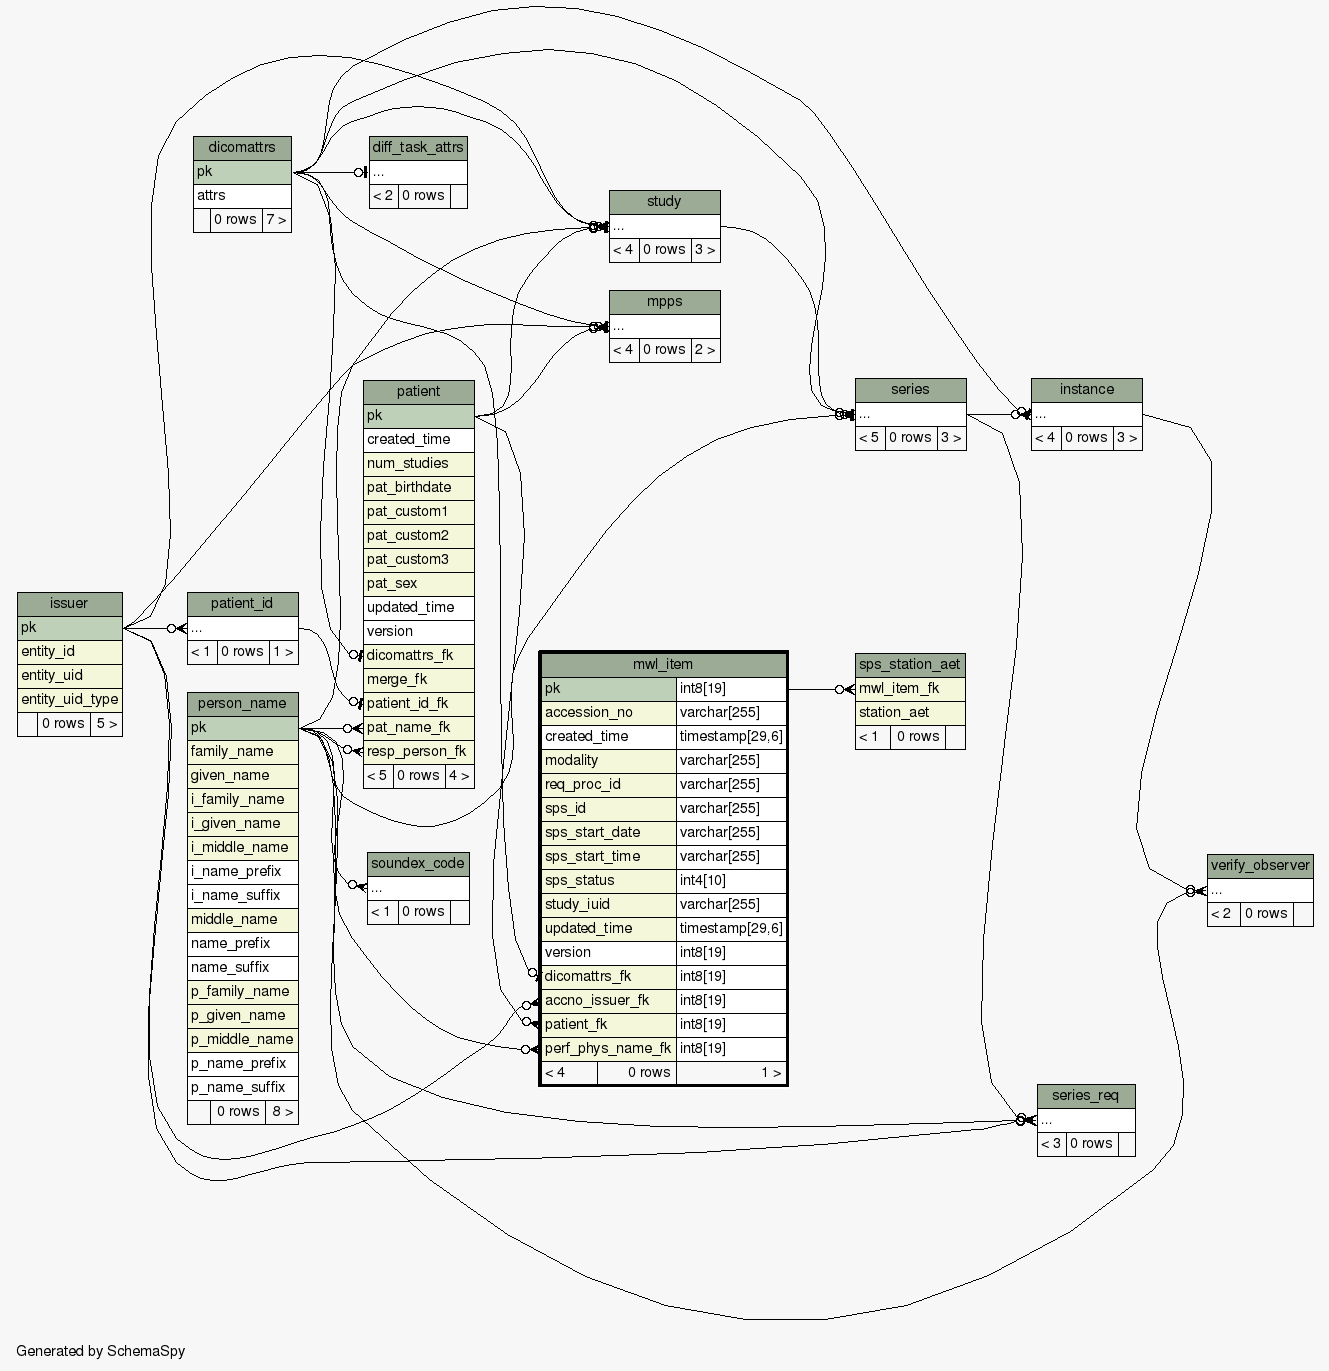 dicomattrs
pk
attrs
0 rows 7 >
diff_task_attrs
...
< 2 0 rows
study
...
< 4 0 rows 3 >
mpps
...
< 4 0 rows 2 >
patient
pk
created_time
num_studies
pat_birthdate
pat_custom1
pat_custom2
pat_custom3
pat_sex
updated_time
version
dicomattrs_fk
merge_fk
patient_id_fk
pat_name_fk
resp_person_fk
< 5 0 rows 4 >
series
...
< 5 0 rows 3 >
instance
...
< 4 0 rows 3 >
issuer
pk
entity_id
entity_uid
entity_uid_type
0 rows 5 >
patient_id
...
< 1 0 rows 1 >
person_name
pk
family_name
given_name
i_family_name
i_given_name
i_middle_name
i_name_prefix
i_name_suffix
middle_name
name_prefix
name_suffix
p_family_name
p_given_name
p_middle_name
p_name_prefix
p_name_suffix
0 rows 8 >
soundex_code
...
< 1 0 rows
mwl_item
pk int8[19]
accession_no varchar[255]
created_time timestamp[29,6]
modality varchar[255]
req_proc_id varchar[255]
sps_id varchar[255]
sps_start_date varchar[255]
sps_start_time varchar[255]
sps_status int4[10]
study_iuid varchar[255]
updated_time timestamp[29,6]
version int8[19]
dicomattrs_fk int8[19]
accno_issuer_fk int8[19]
patient_fk int8[19]
perf_phys_name_fk int8[19]
< 4 0 rows 1 >
sps_station_aet
mwl_item_fk
station_aet
< 1 0 rows
verify_observer
...
< 2 0 rows
series_req
...
< 3 0 rows
Generated by SchemaSpy